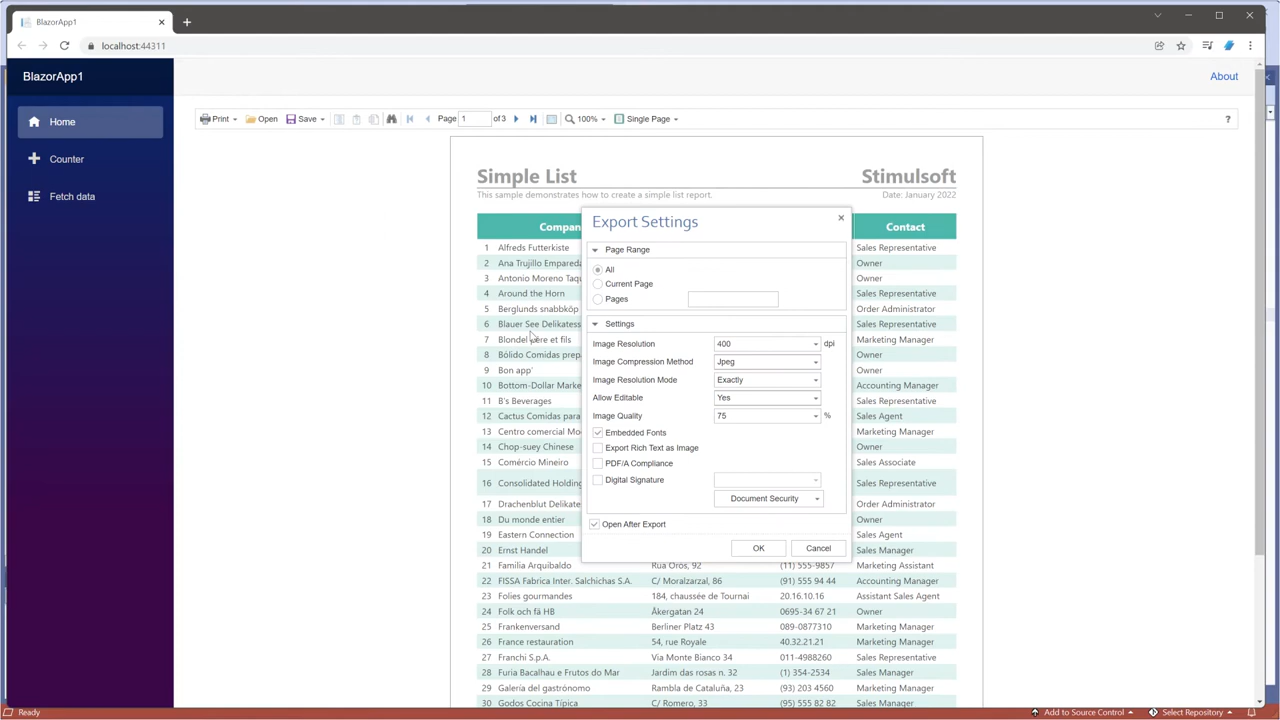 BlazorApp1
localhost:44311
BlazorApp1
About
Home
Counter
Fetch data
Print Open Save Page 1 of 3 100% Single Page ?
Simple List Stimulsoft
This sample demonstrates how to create a simple list report. Date: January 2022
Compan Contact
1 Alfreds Futterkiste Sales Representative
2 Ana Trujillo Empareda Owner
3 Antonio Moreno Taqu Owner
4 Around the Horn Sales Representative
5 Berglunds snabbköp Order Administrator
6 Blauer See Delikatess Sales Representative
7 Blondel père et fils Marketing Manager
8 Bólido Comidas prep Owner
9 Bon app' Owner
10 Bottom-Dollar Marke Accounting Manager
11 B's Beverages Sales Representative
12 Cactus Comidas para Sales Agent
13 Centro comercial Mo Marketing Manager
14 Chop-suey Chinese Owner
15 Comércio Mineiro Sales Associate
16 Consolidated Holding Sales Representative
17 Drachenblut Delikate Order Administrator
18 Du monde entier Owner
19 Eastern Connection Sales Agent
20 Ernst Handel Sales Manager
21 Familia Arquibaldo Rua Orós, 92 (11) 555-9857 Marketing Assistant
22 FISSA Fabrica Inter. Salchichas S.A. C/ Moralzarzal, 86 (91) 555 94 44 Accounting Manager
23 Folies gourmandes 184, chaussée de Tournai 20.16.10.16 Assistant Sales Agent
24 Folk och fä HB Åkergatan 24 0695-34 67 21 Owner
25 Frankenversand Berliner Platz 43 089-0877310 Marketing Manager
26 France restauration 54, rue Royale 40.32.21.21 Marketing Manager
27 Franchi S.p.A. Via Monte Bianco 34 011-4988260 Sales Representative
28 Furia Bacalhau e Frutos do Mar Jardim das rosas n. 32 (1) 354-2534 Sales Manager
29 Galería del gastrónomo Rambla de Cataluña, 23 (93) 203 4560 Marketing Manager
30 Godos Cocina Típica C/ Romero, 33 (95) 555 82 82 Sales Manager
Export Settings
Page Range
All
Current Page
Pages
Settings
Image Resolution 400 dpi
Image Compression Method Jpeg
Image Resolution Mode Exactly
Allow Editable Yes
Image Quality 75 %
Embedded Fonts
Export Rich Text as Image
PDF/A Compliance
Digital Signature
Document Security
Open After Export
OK Cancel
Ready Add to Source Control Select Repository